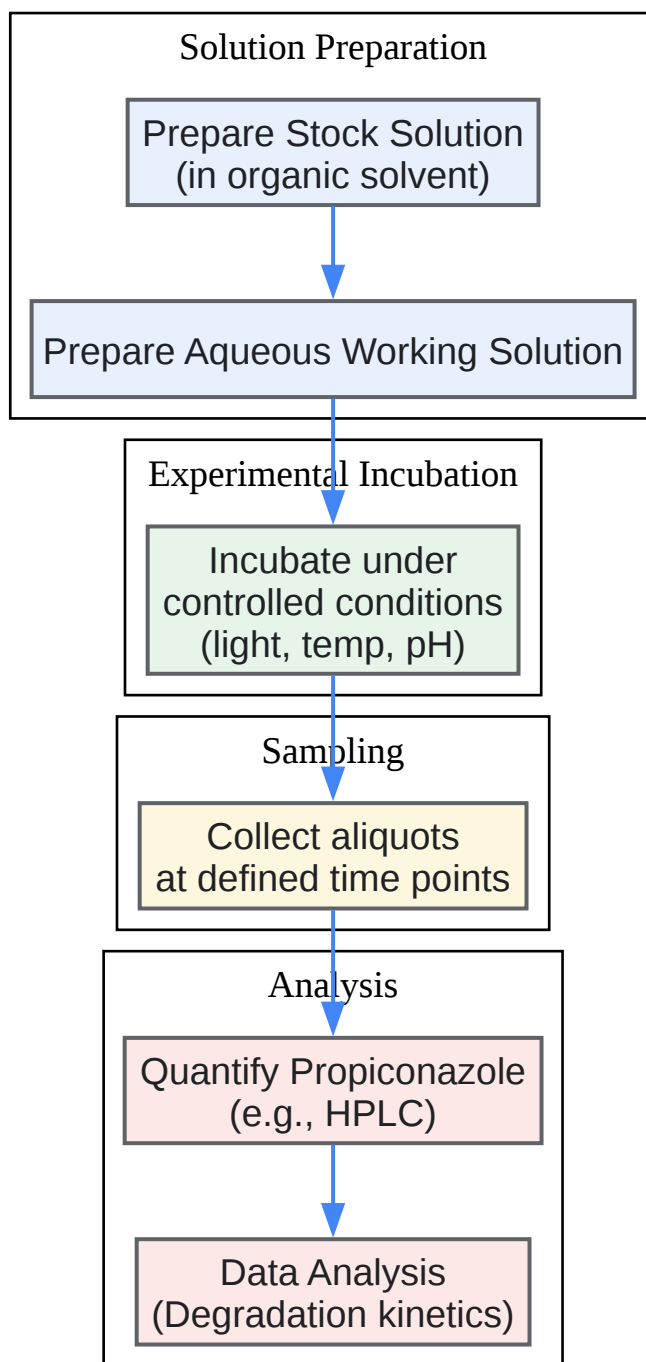 Solution Preparation
Prepare Stock Solution
(in organic solvent)
Prepare Aqueous Working Solution
Experimental Incubation
Incubate under
controlled conditions
(light, temp, pH)
Sampling
Collect aliquots
at defined time points
Analysis
Quantify Propiconazole
(e.g., HPLC)
Data Analysis
(Degradation kinetics)